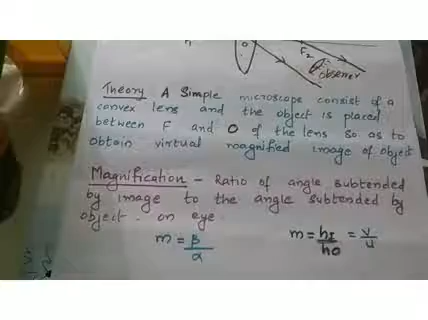 O
F2
observer
Theory A Simple microscope consist of a
convex lens and the object is placed
between F and O of the lens so as to
obtain virtual magnified image of object
Magnification - Ratio of angle subtended
by image to the angle subtended by
object. on eye.
m = β/α
m = hI/hO = v/u